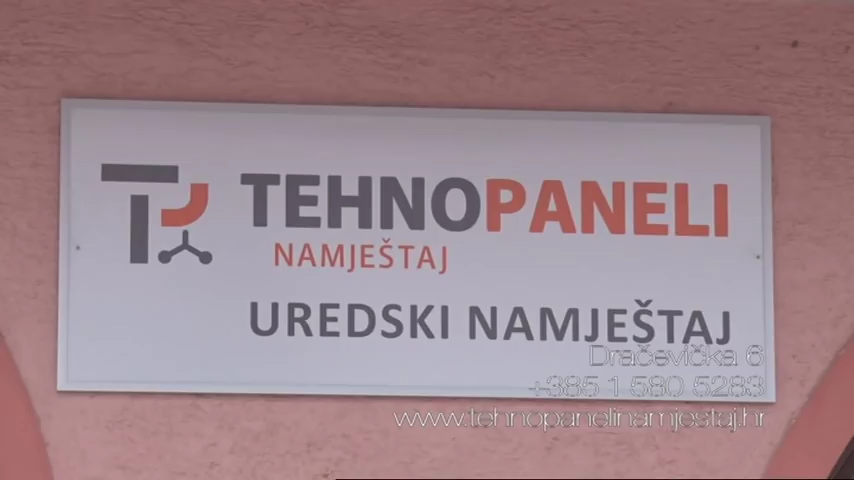 TEHNOPANELI
NAMJEŠTAJ
UREDSKI NAMJEŠTAJ
Dračevička 6
+385 1 580 5283
www.tehnopanelinamjestaj.hr